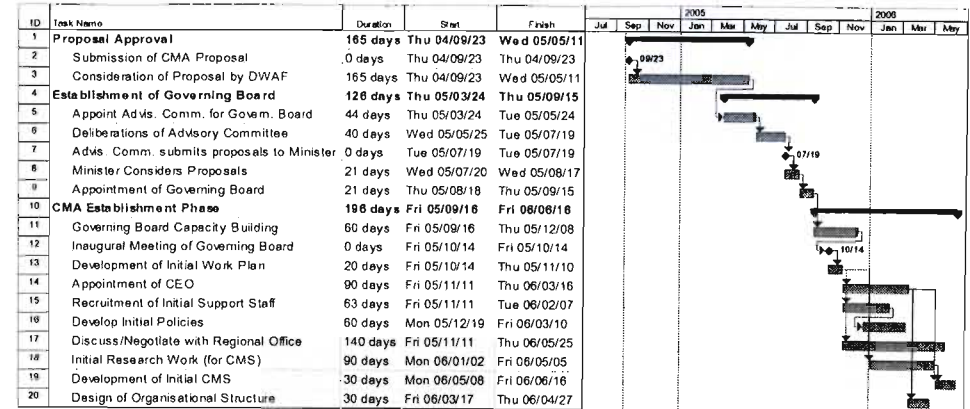 2005 2006
ID Task Name Duration Start Finish Jul Sep Nov Jan Mar May Jul Sep Nov Jan Mar May
1 Proposal Approval 165 days Thu 04/09/23 Wed 05/05/11
2 Submission of CMA Proposal 0 days Thu 04/09/23 Thu 04/09/23 09/23
3 Consideration of Proposal by DWAF 165 days Thu 04/09/23 Wed 05/05/11
4 Establishment of Governing Board 126 days Thu 05/03/24 Thu 05/09/15
5 Appoint Advis. Comm. for Govern. Board 44 days Thu 05/03/24 Tue 05/05/24
6 Deliberations of Advisory Committee 40 days Wed 05/05/25 Tue 05/07/19
7 Advis. Comm. submits proposals to Minister 0 days Tue 05/07/19 Tue 05/07/19 07/19
8 Minister Considers Proposals 21 days Wed 05/07/20 Wed 05/08/17
9 Appointment of Governing Board 21 days Thu 05/08/18 Thu 05/09/15
10 CMA Establishment Phase 196 days Fri 05/09/16 Fri 06/06/16
11 Governing Board Capacity Building 60 days Fri 05/09/16 Thu 05/12/08
12 Inaugural Meeting of Governing Board 0 days Fri 05/10/14 Fri 05/10/14 10/14
13 Development of Initial Work Plan 20 days Fri 05/10/14 Thu 05/11/10
14 Appointment of CEO 90 days Fri 05/11/11 Thu 06/03/16
15 Recruitment of Initial Support Staff 63 days Fri 05/11/11 Tue 06/02/07
16 Develop Initial Policies 60 days Mon 05/12/19 Fri 06/03/10
17 Discuss/Negotiate with Regional Office 140 days Fri 05/11/11 Thu 06/05/25
18 Initial Research Work (for CMS) 90 days Mon 06/01/02 Fri 06/05/05
19 Development of Initial CMS 30 days Mon 06/05/08 Fri 06/06/16
20 Design of Organisational Structure 30 days Fri 06/03/17 Thu 06/04/27